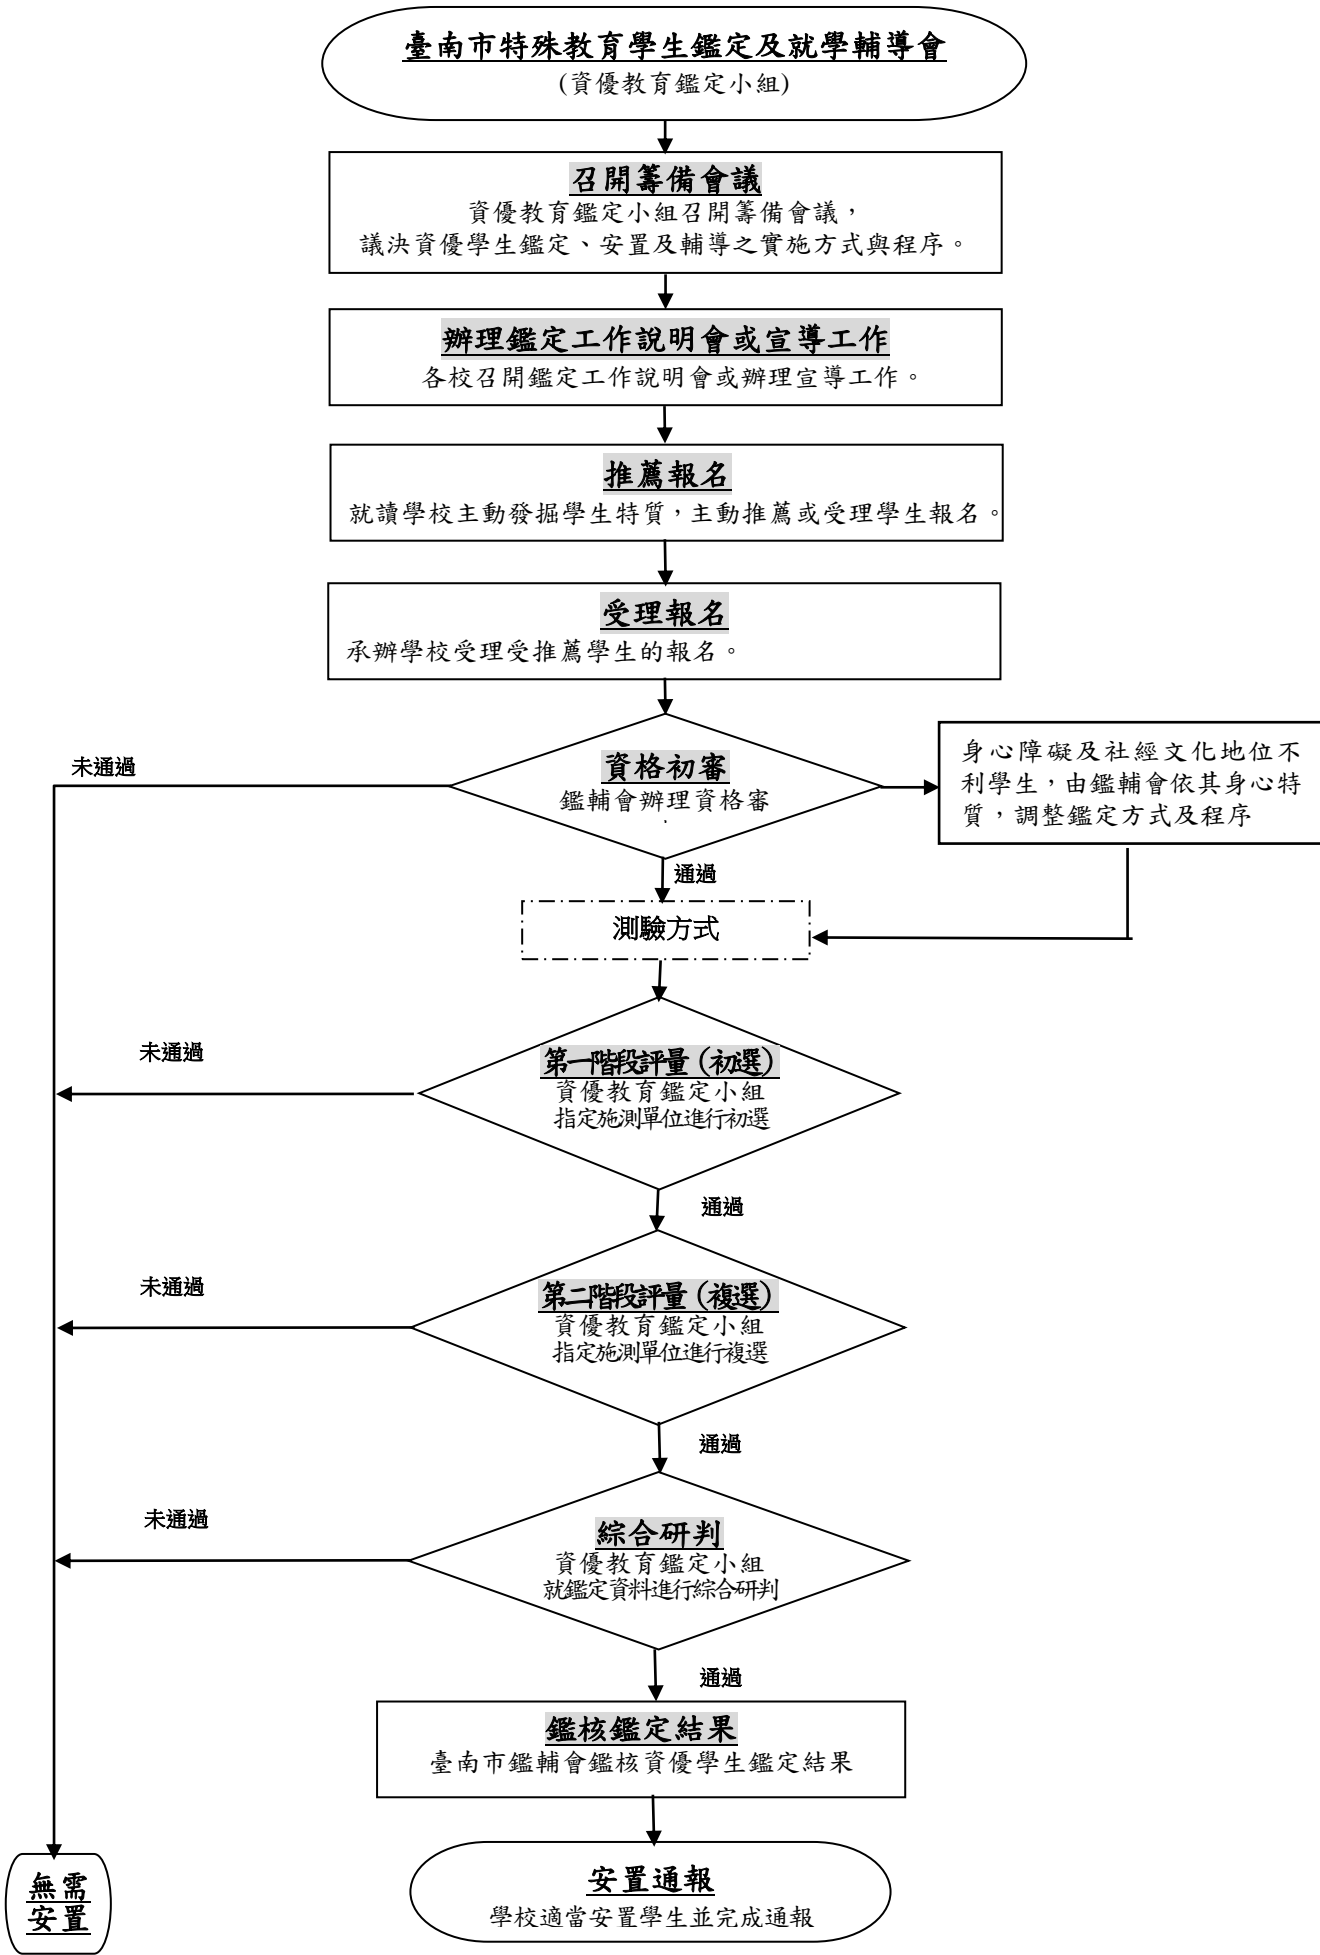 臺南市特殊教育學生鑑定及就學輔導會
(資優教育鑑定小組)
召開籌備會議
資優教育鑑定小組召開籌備會議，
議決資優學生鑑定、安置及輔導之實施方式與程序。
辦理鑑定工作說明會或宣導工作
各校召開鑑定工作說明會或辦理宣導工作。
推薦報名
就讀學校主動發掘學生特質，主動推薦或受理學生報名。
受理報名
承辦學校受理受推薦學生的報名。
未通過
資格初審
鑑輔會辦理資格審
身心障礙及社經文化地位不
利學生，由鑑輔會依其身心特
質，調整鑑定方式及程序
通過
測驗方式
未通過
第一階段評量(初選)
資優教育鑑定小組
指定施測單位進行初選
通過
未通過
第二階段評量(複選)
資優教育鑑定小組
指定施測單位進行複選
通過
未通過
綜合研判
資優教育鑑定小組
就鑑定資料進行綜合研判
通過
鑑核鑑定結果
臺南市鑑輔會鑑核資優學生鑑定結果
無需
安置
安置通報
學校適當安置學生並完成通報